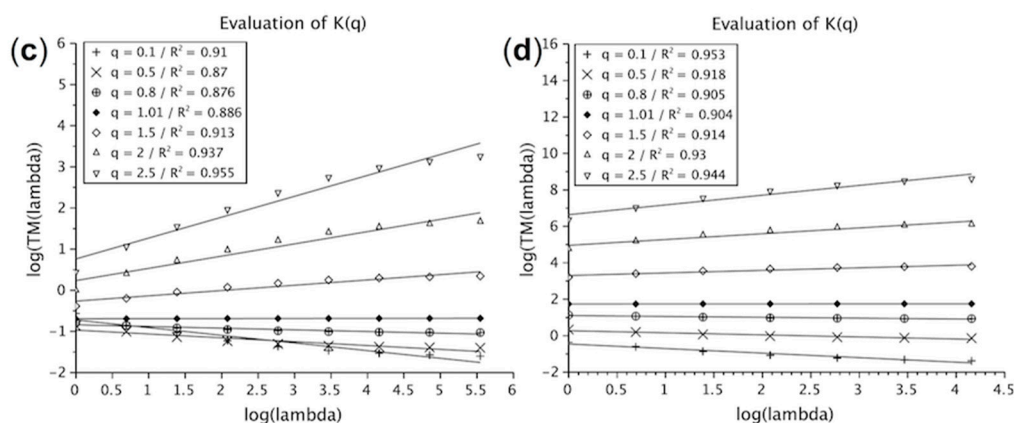 Evaluation of K(q)
(c)
6
5
4
3
2
1
0
-1
-2
log(TM(lambda))
q = 0.1 / R² = 0.91
q = 0.5 / R² = 0.87
q = 0.8 / R² = 0.876
q = 1.01 / R² = 0.886
q = 1.5 / R² = 0.913
q = 2 / R² = 0.937
q = 2.5 / R² = 0.955
0 0.5 1 1.5 2 2.5 3 3.5 4 4.5 5 5.5 6
log(lambda)
Evaluation of K(q)
(d)
16
14
12
10
8
6
4
2
0
-2
log(TM(lambda))
q = 0.1 / R² = 0.953
q = 0.5 / R² = 0.918
q = 0.8 / R² = 0.905
q = 1.01 / R² = 0.904
q = 1.5 / R² = 0.914
q = 2 / R² = 0.93
q = 2.5 / R² = 0.944
0 0.5 1 1.5 2 2.5 3 3.5 4 4.5
log(lambda)